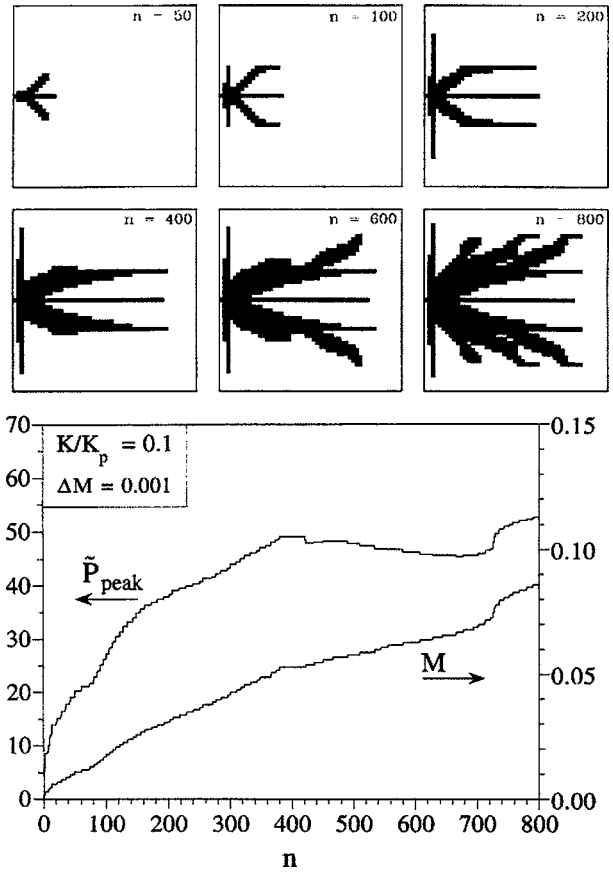 n = 50
n = 100
n = 200
n = 400
n = 600
n - 800
70
60
50
40
30
20
10
0
K/Kp = 0.1
ΔM = 0.001
P̃peak
M
0.15
0.10
0.05
0.00
0 100 200 300 400 500 600 700 800
n